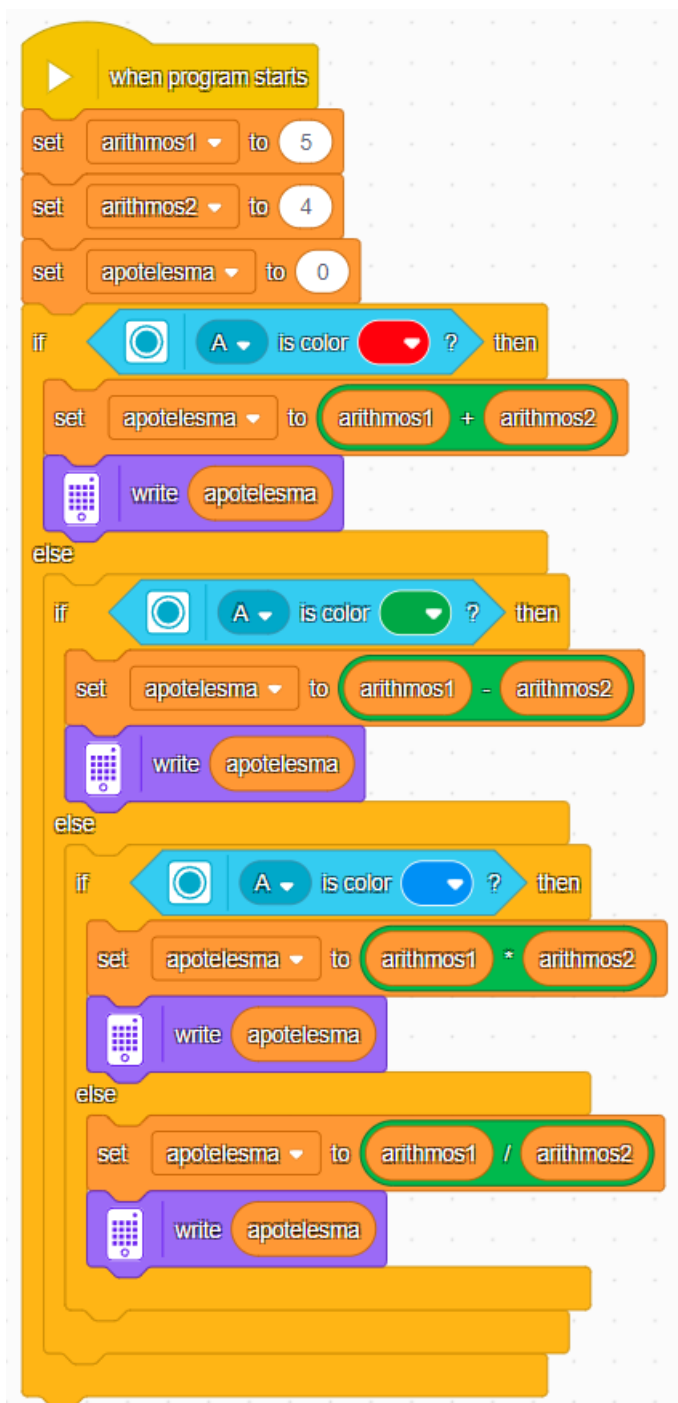 when program starts
set arithmos1 to 5
set arithmos2 to 4
set apotelesma to 0
if A is color ? then
set apotelesma to arithmos1 + arithmos2
write apotelesma
else
if A is color ? then
set apotelesma to arithmos1 - arithmos2
write apotelesma
else
if A is color ? then
set apotelesma to arithmos1 * arithmos2
write apotelesma
else
set apotelesma to arithmos1 / arithmos2
write apotelesma